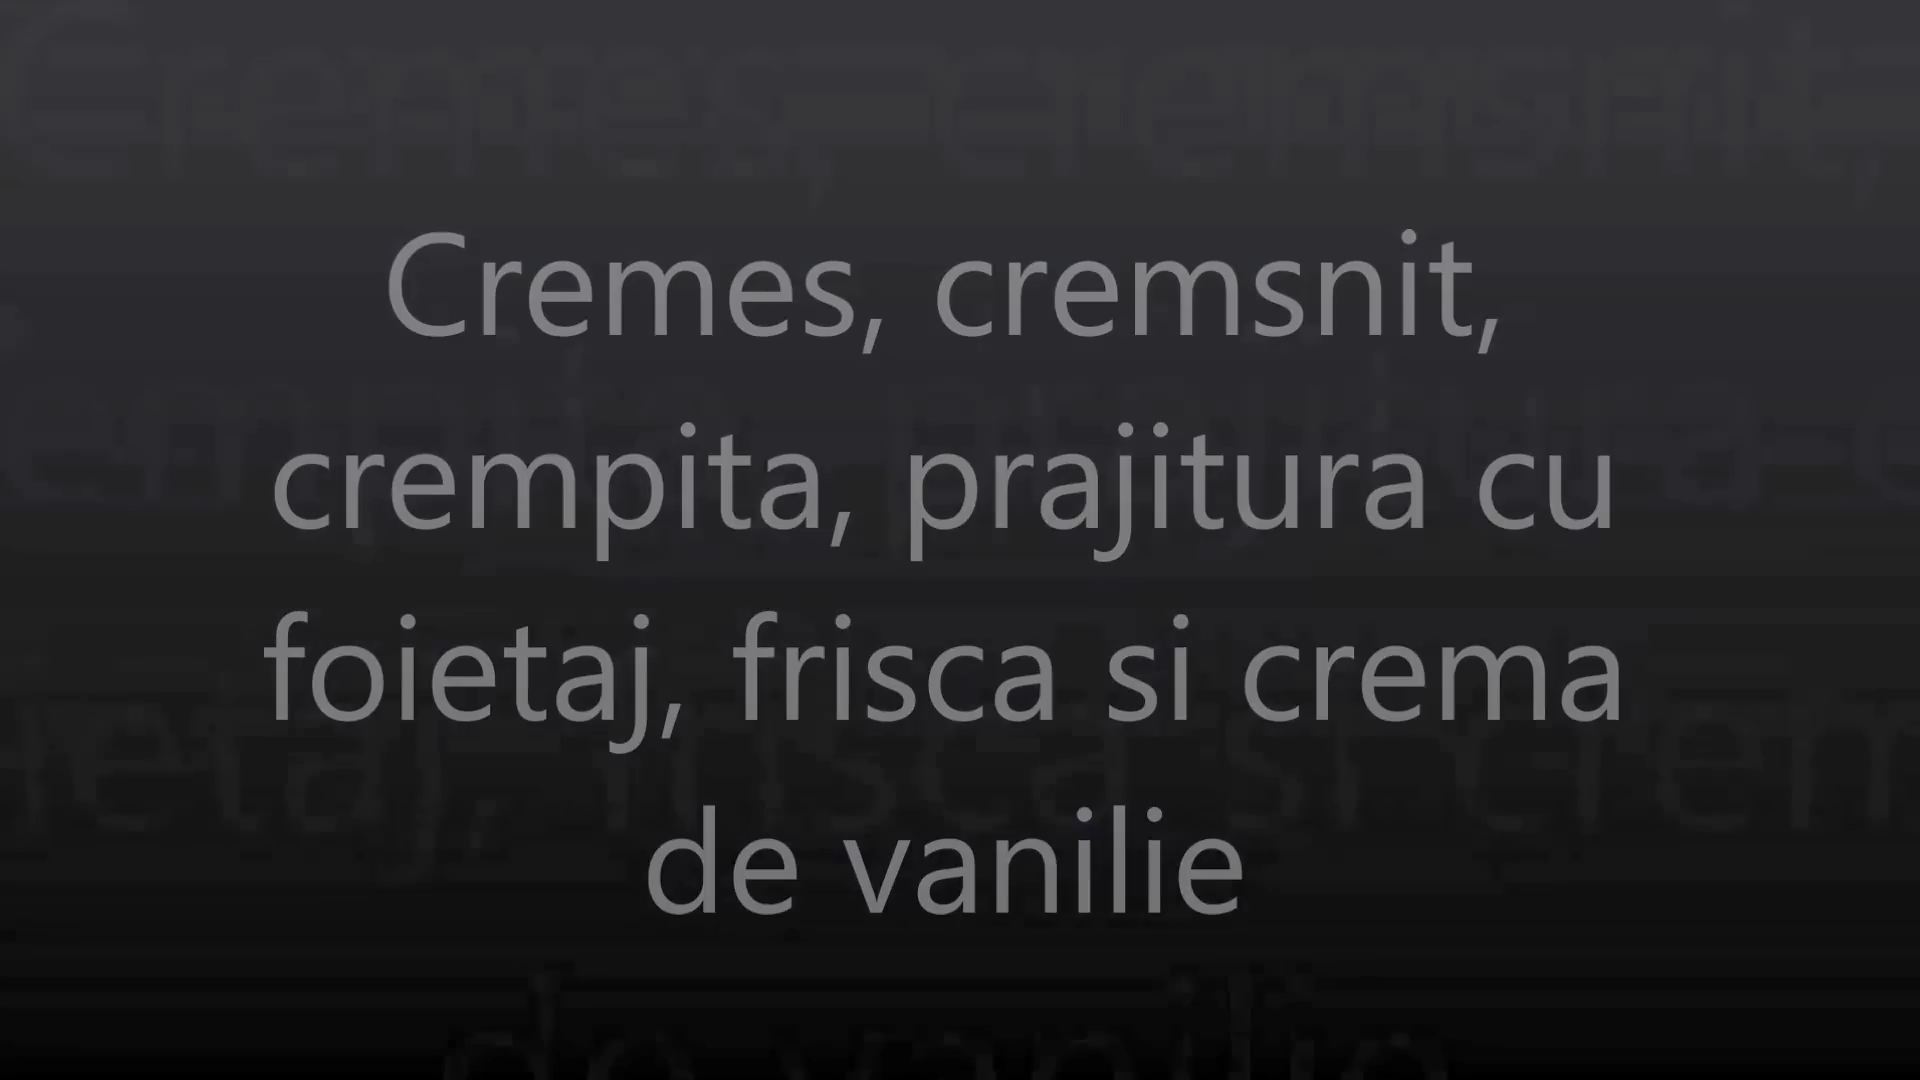 Cremes, cremsnit,
crempita, prajitura cu
foietaj, frisca si crema
de vanilie